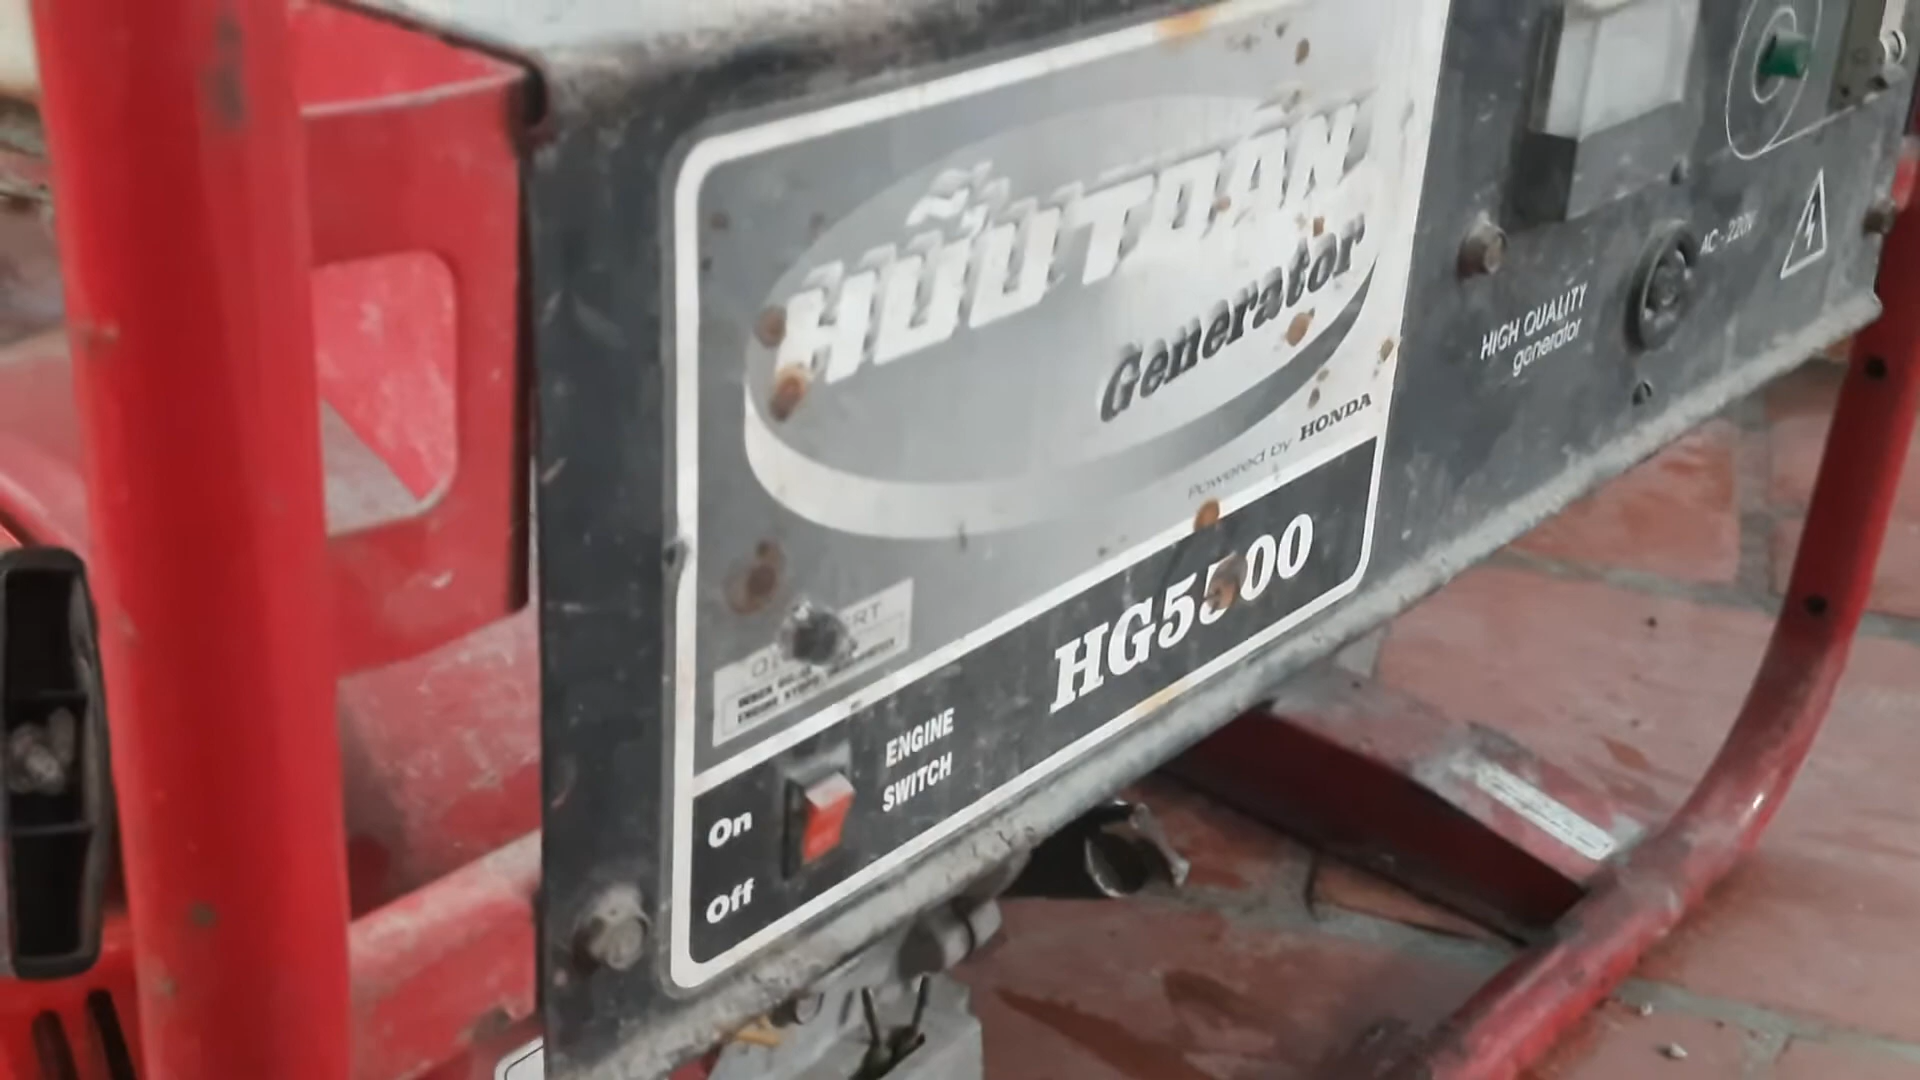 HỮU TOÀN
Generator
Powered by HONDA
HG5500
ENGINE
SWITCH
On
Off
HIGH QUALITY
generator
AC - 220V